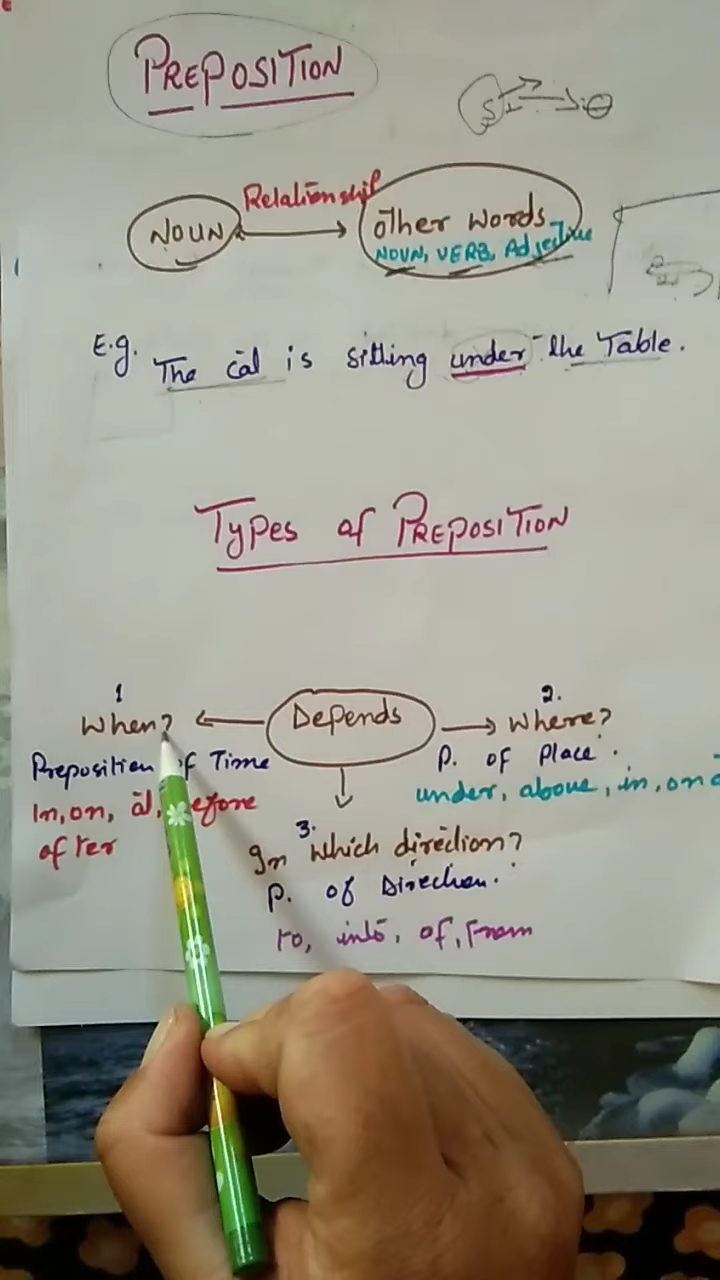 PREPOSITION
Relationship
NOUN
other words
NOUN, VERB, Adjective
E.g. The cat is sitting under the Table.
Types of PREPOSITION
1
When?
Depends
2.
Where?
Preposition of Time
P. of Place.
In, on, at, before
after
under, above, in, on
3.
In which direction?
P. of Direction.
to, into, of, from